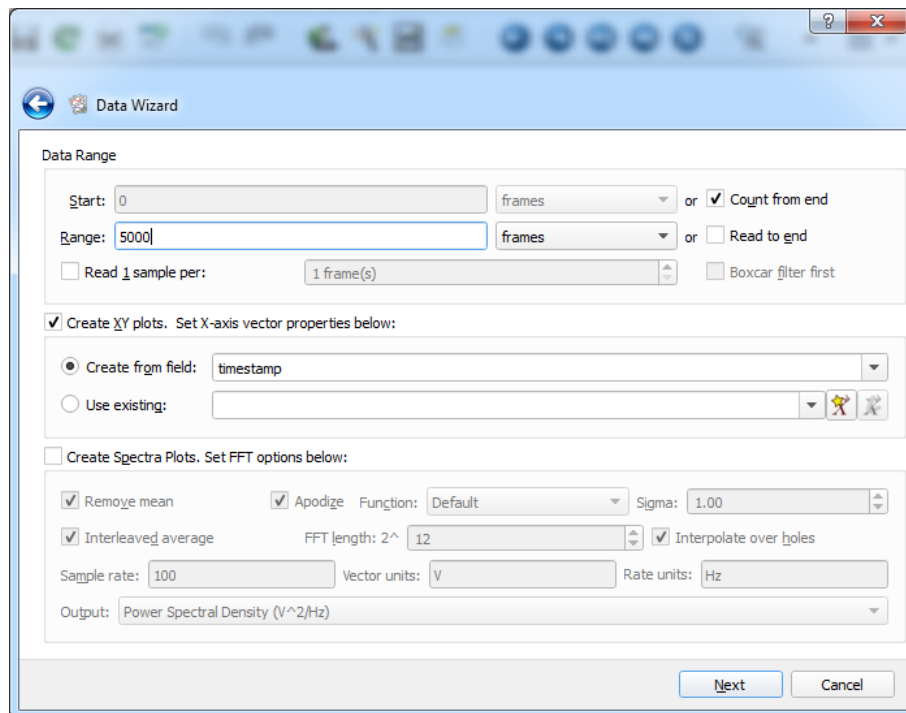 ?
Data Wizard
Data Range
Start: 0 frames or Count from end
Range: 5000 frames or Read to end
Read 1 sample per: 1 frame(s) Boxcar filter first
Create XY plots. Set X-axis vector properties below:
Create from field: timestamp
Use existing:
Create Spectra Plots. Set FFT options below:
Remove mean Apodize Function: Default Sigma: 1.00
Interleaved average FFT length: 2^ 12 Interpolate over holes
Sample rate: 100 Vector units: V Rate units: Hz
Output: Power Spectral Density (V^2/Hz)
Next Cancel